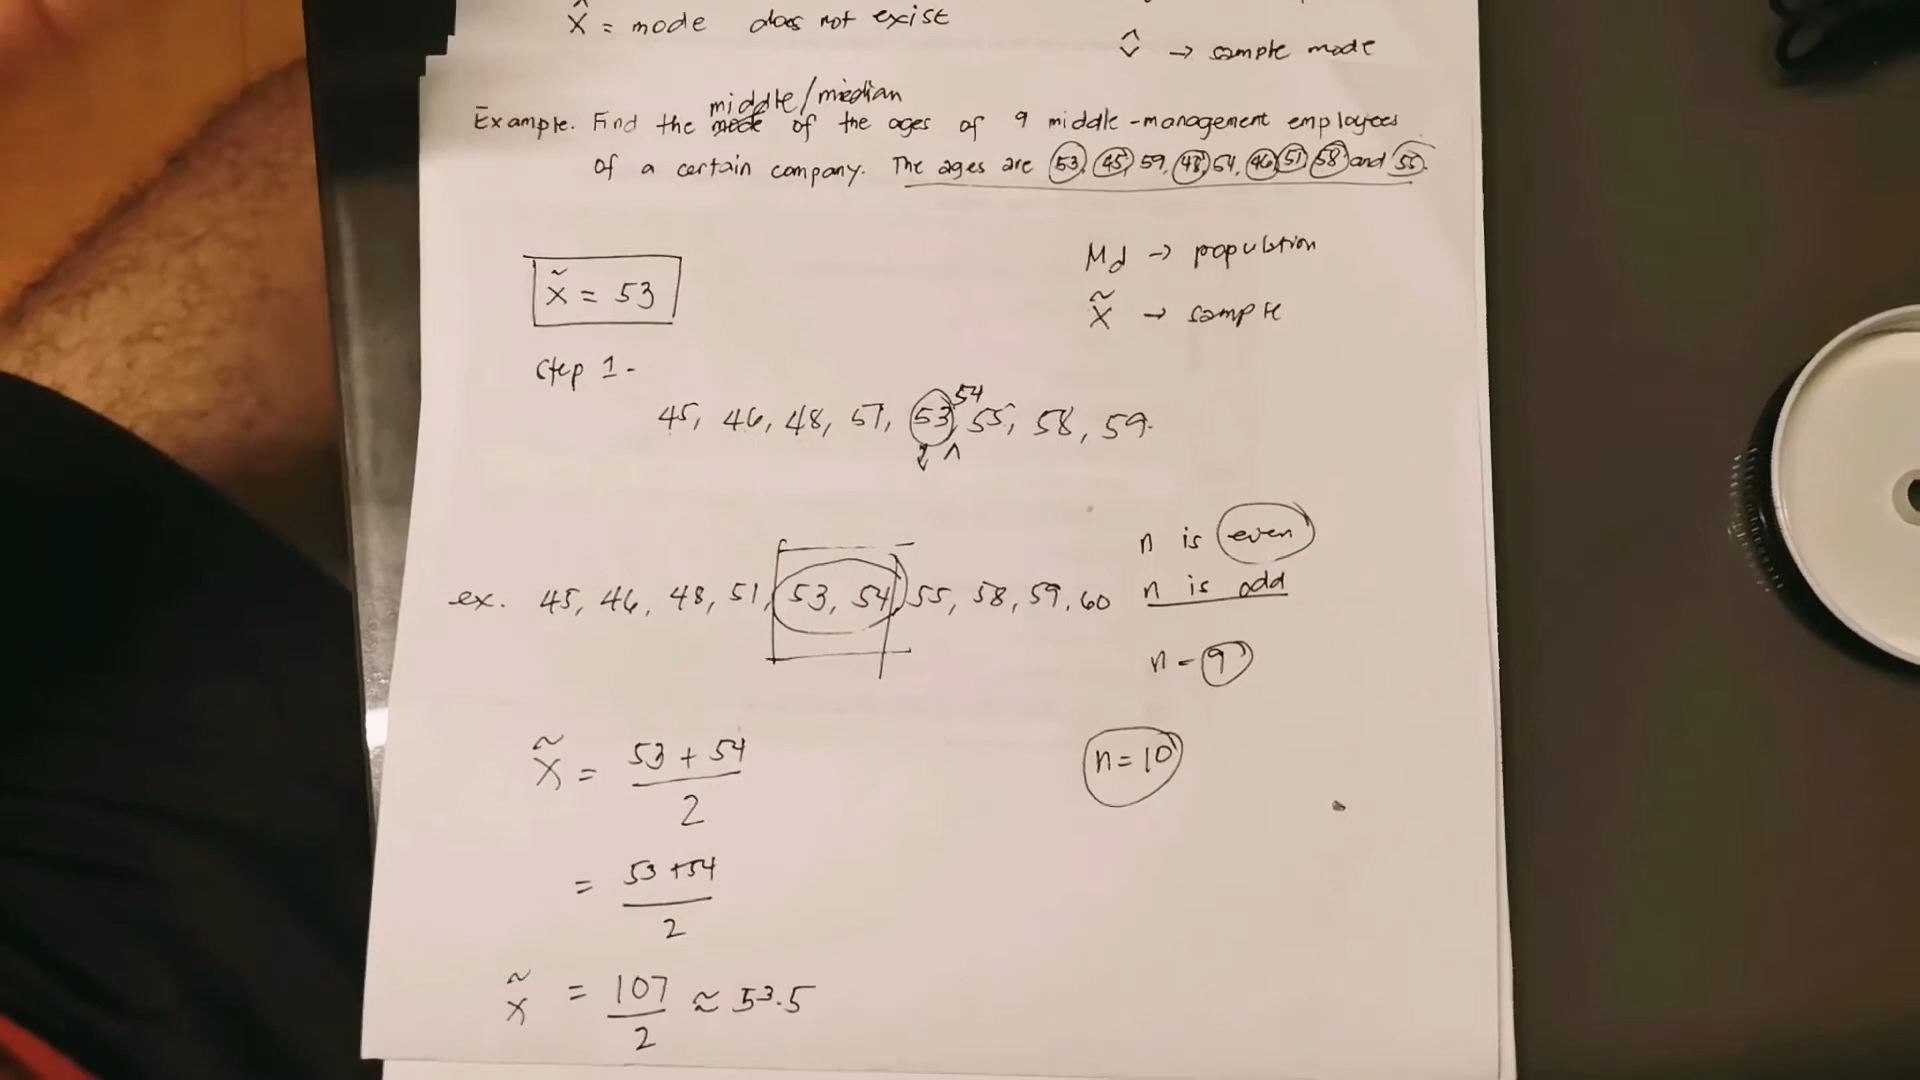 X̂ = mode does not exist
^ → sample mode
middle/median
Example. Find the mode of the ages of 9 middle-management employees
of a certain company. The ages are 53, 45, 59, 48, 54, 46, 51, 58 and 55.
x̃ = 53
Md → population
x̃ → sample
Step 1-
54
45, 46, 48, 51, 53, 55, 58, 59.
n is even
ex. 45, 46, 48, 51, 53, 54, 55, 58, 59, 60
n is odd
n = 9
x̃ = 53 + 54
2
n = 10
= 53 + 54
2
x̃ = 107 ≈ 53.5
2